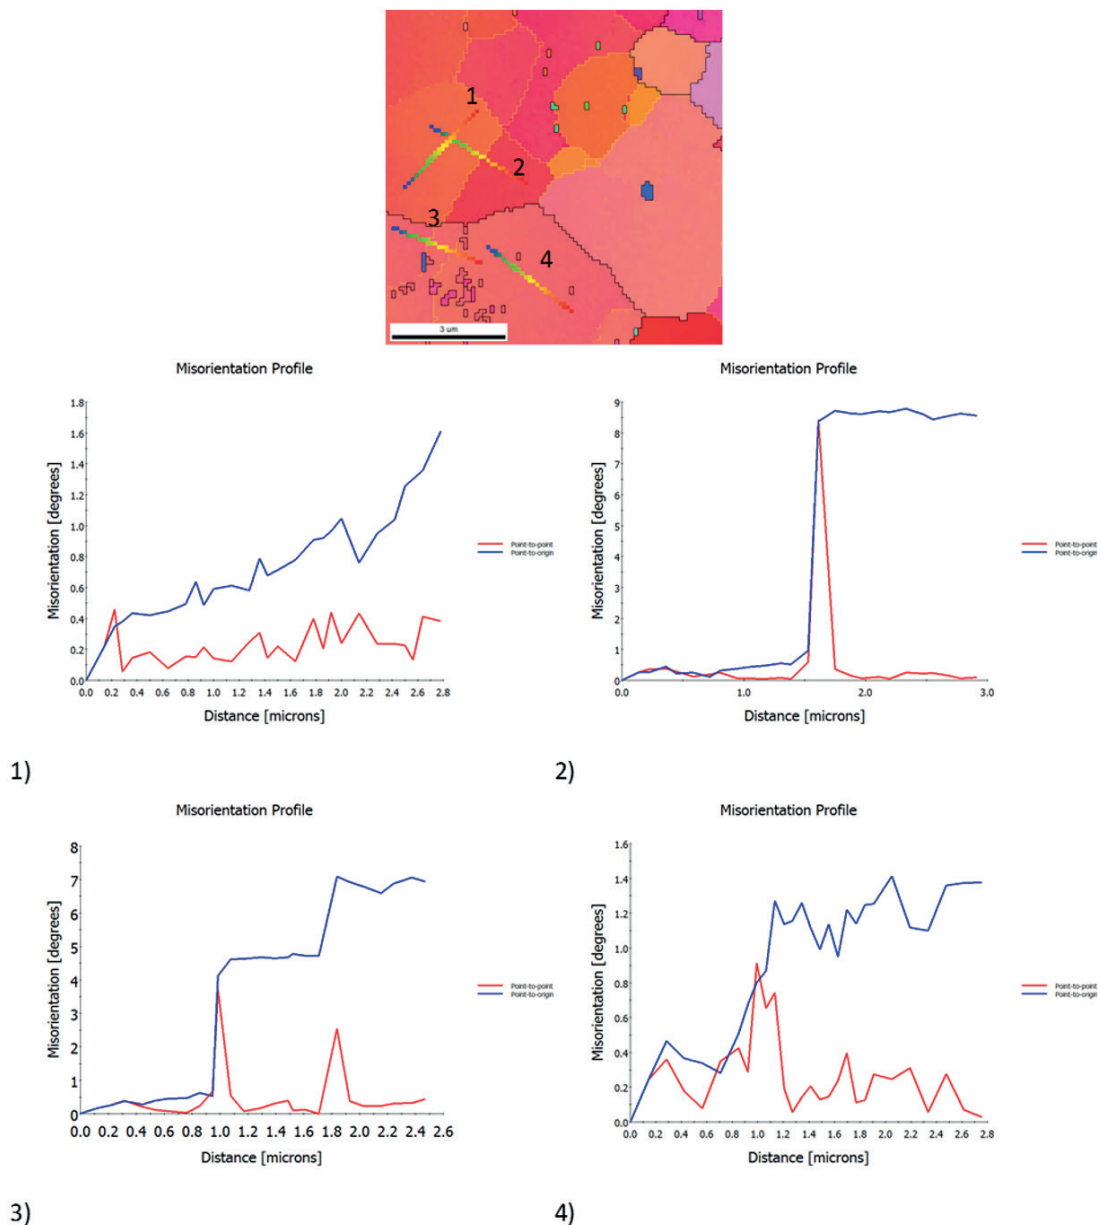 1
2
3
4
3 um
Misorientation Profile
Misorientation [degrees]
1.8
1.6
1.4
1.2
1.0
0.8
0.6
0.4
0.2
0.0
0.0 0.2 0.4 0.6 0.8 1.0 1.2 1.4 1.6 1.8 2.0 2.2 2.4 2.6 2.8
Distance [microns]
Point-to-point
Point-to-origin
1)
Misorientation Profile
Misorientation [degrees]
9
8
7
6
5
4
3
2
1
0
0.0 1.0 2.0 3.0
Distance [microns]
Point-to-point
Point-to-origin
2)
Misorientation Profile
Misorientation [degrees]
8
7
6
5
4
3
2
1
0
0.0 0.2 0.4 0.6 0.8 1.0 1.2 1.4 1.6 1.8 2.0 2.2 2.4 2.6
Distance [microns]
Point-to-point
Point-to-origin
3)
Misorientation Profile
Misorientation [degrees]
1.6
1.4
1.2
1.0
0.8
0.6
0.4
0.2
0.0
0.0 0.2 0.4 0.6 0.8 1.0 1.2 1.4 1.6 1.8 2.0 2.2 2.4 2.6 2.8
Distance [microns]
Point-to-point
Point-to-origin
4)